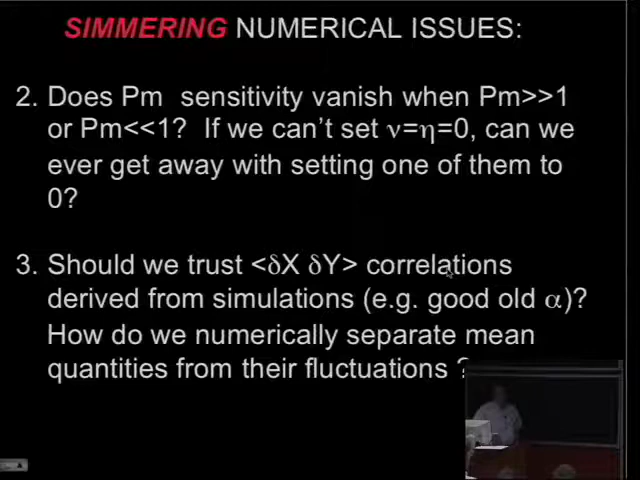 SIMMERING NUMERICAL ISSUES:
2. Does Pm sensitivity vanish when Pm>>1
or Pm<<1? If we can't set ν=η=0, can we
ever get away with setting one of them to
0?
3. Should we trust <δX δY> correlations
derived from simulations (e.g. good old α)?
How do we numerically separate mean
quantities from their fluctuations ?